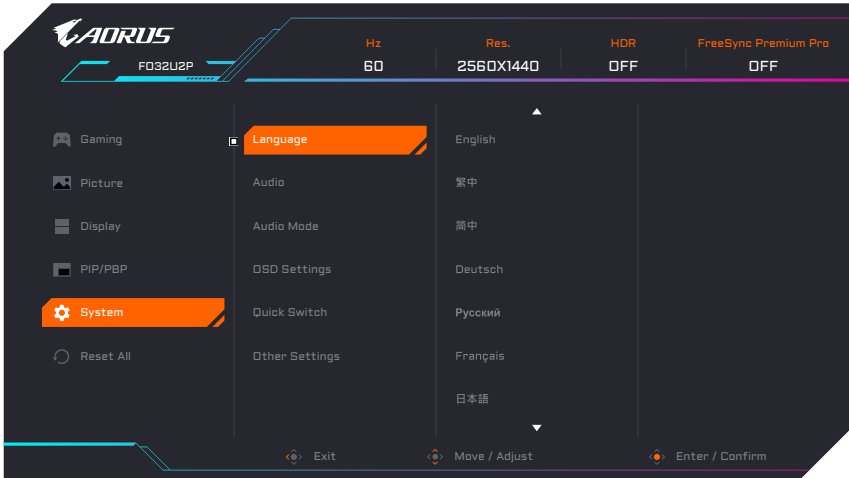 AORUS
FO32U2P
Hz
60
Res.
2560X1440
HDR
OFF
FreeSync Premium Pro
OFF
Gaming
Picture
Display
PIP/PBP
System
Reset All
Language
Audio
Audio Mode
OSD Settings
Quick Switch
Other Settings
English
繁中
简中
Deutsch
Русский
Français
日本語
Exit
Move / Adjust
Enter / Confirm